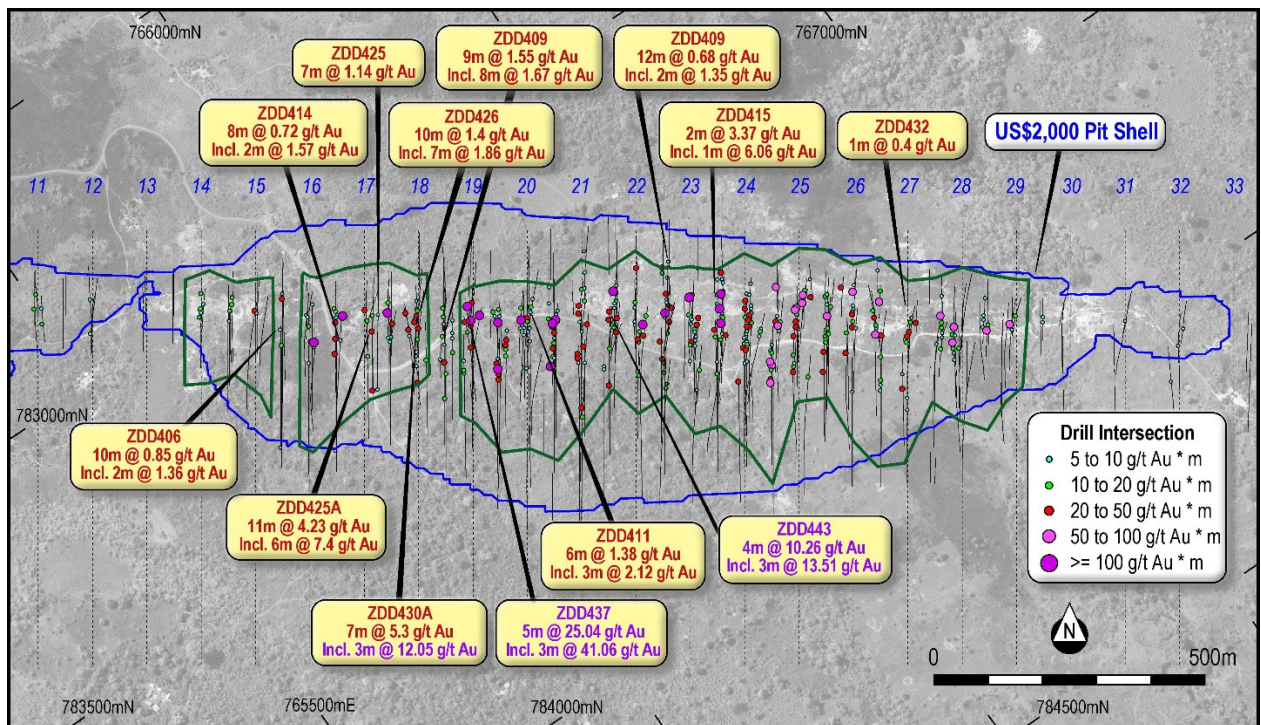 766000mN
767000mN
ZDD425
7m @ 1.14 g/t Au
ZDD409
9m @ 1.55 g/t Au
Incl. 8m @ 1.67 g/t Au
ZDD409
12m @ 0.68 g/t Au
Incl. 2m @ 1.35 g/t Au
ZDD414
8m @ 0.72 g/t Au
Incl. 2m @ 1.57 g/t Au
ZDD426
10m @ 1.4 g/t Au
Incl. 7m @ 1.86 g/t Au
ZDD415
2m @ 3.37 g/t Au
Incl. 1m @ 6.06 g/t Au
ZDD432
1m @ 0.4 g/t Au
US$2,000 Pit Shell
11 12 13 14 15 16 17 18 19 20 21 22 23 24 25 26 27 28 29 30 31 32 33
783000mN
ZDD406
10m @ 0.85 g/t Au
Incl. 2m @ 1.36 g/t Au
ZDD425A
11m @ 4.23 g/t Au
Incl. 6m @ 7.4 g/t Au
ZDD411
6m @ 1.38 g/t Au
Incl. 3m @ 2.12 g/t Au
ZDD443
4m @ 10.26 g/t Au
Incl. 3m @ 13.51 g/t Au
ZDD430A
7m @ 5.3 g/t Au
Incl. 3m @ 12.05 g/t Au
ZDD437
5m @ 25.04 g/t Au
Incl. 3m @ 41.06 g/t Au
Drill Intersection
5 to 10 g/t Au * m
10 to 20 g/t Au * m
20 to 50 g/t Au * m
50 to 100 g/t Au * m
>= 100 g/t Au * m
N
0 500m
783500mN
765500mE
784000mN
784500mN